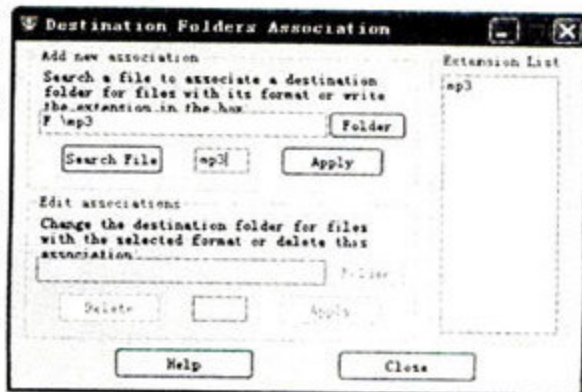 Destination Folders Association
Add new association
Search a file to associate a destination
folder for files with its format or write
the extension in the box
F \mp3
Folder
Search File
mp3
Apply
Edit associations
Change the destination folder for files
with the selected format or delete this
association
Folder
Delete
Apply
Extension List
mp3
Help
Close